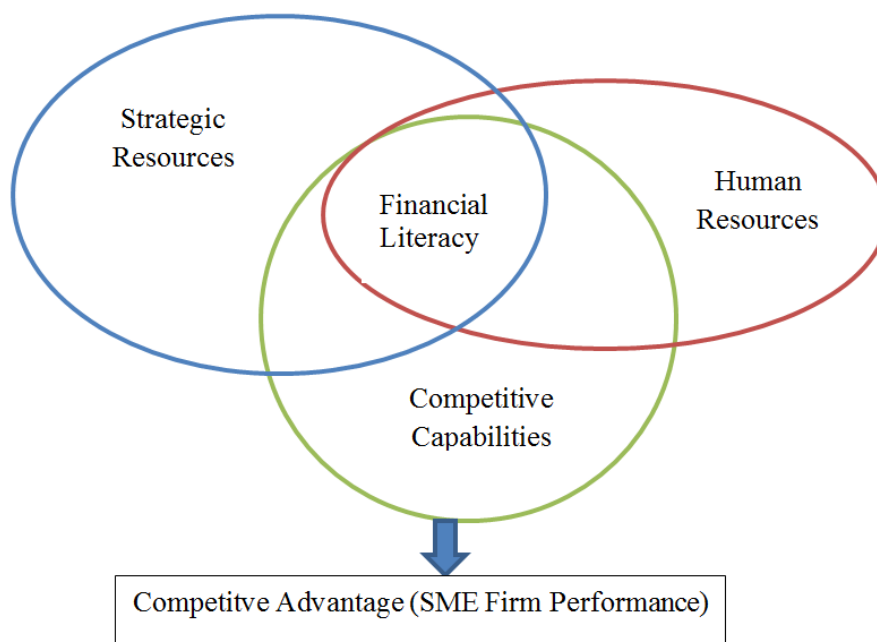 Strategic
Resources
Human
Resources
Financial
Literacy
Competitive
Capabilities
Competitve Advantage (SME Firm Performance)